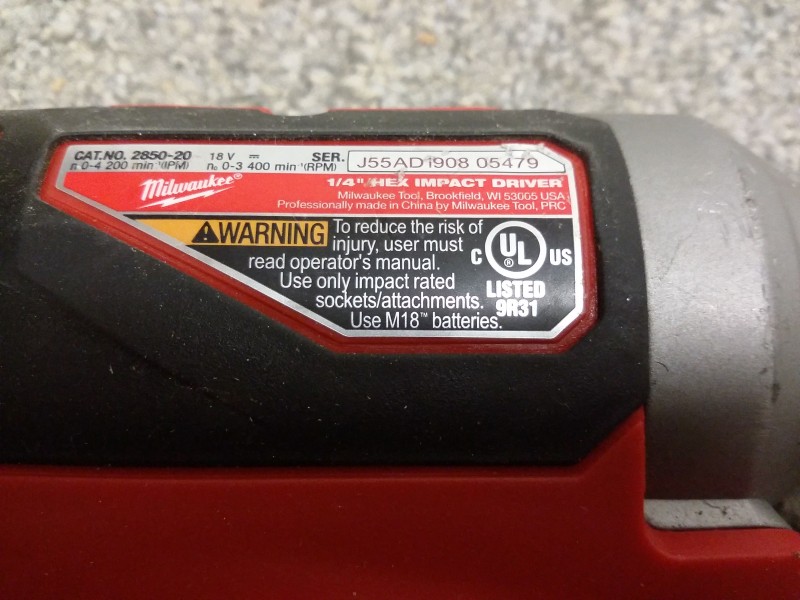 CAT.NO. 2850-20 18 V ⎓ SER. J55AD1908 05479
n 0-4 200 min⁻¹(IPM) n₀ 0-3 400 min⁻¹(RPM)
Milwaukee®
1/4" HEX IMPACT DRIVER
Milwaukee Tool, Brookfield, WI 53005 USA
Professionally made in China by Milwaukee Tool, PRC
⚠WARNING To reduce the risk of
injury, user must
read operator's manual.
Use only impact rated
sockets/attachments.
Use M18™ batteries.
C UL® US
LISTED
9R31